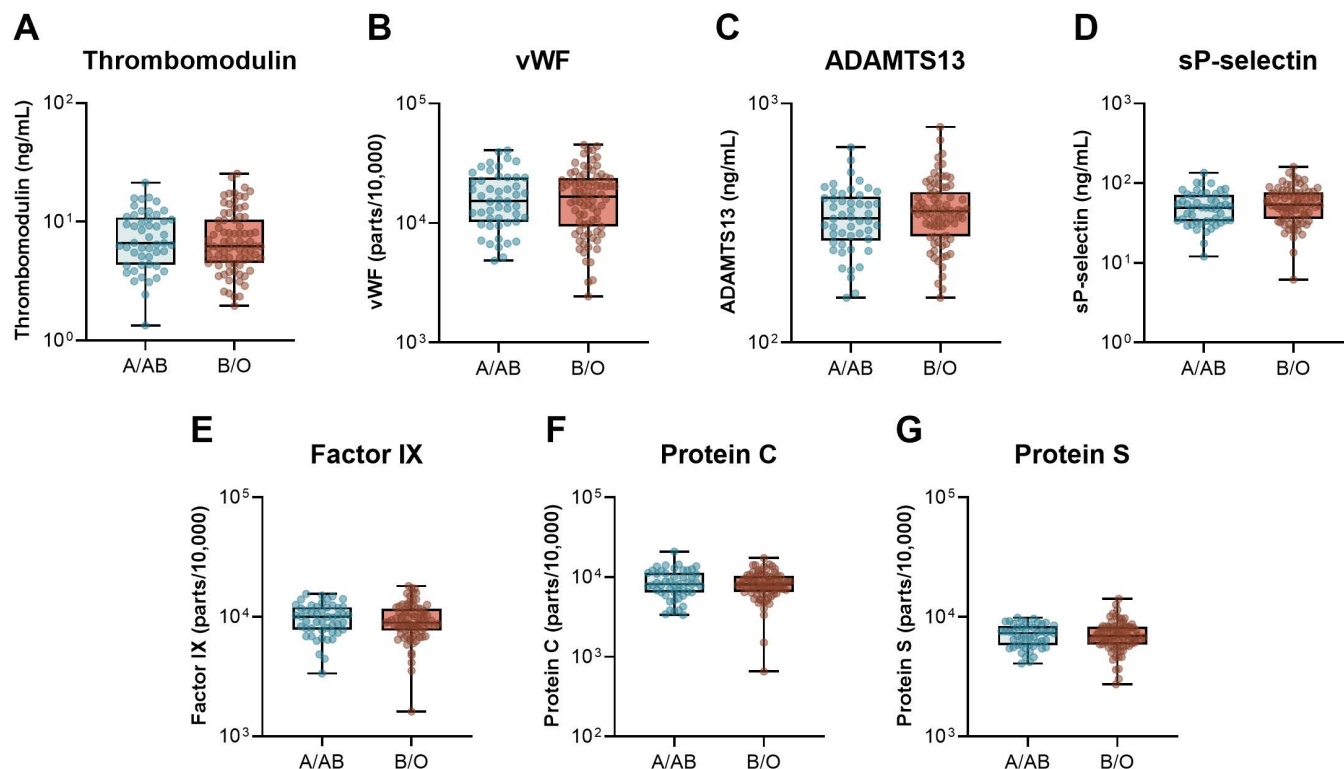 A
Thrombomodulin
Thrombomodulin (ng/mL)
10²
10¹
10⁰
A/AB
B/O
B
vWF
vWF (parts/10,000)
10⁵
10⁴
10³
A/AB
B/O
C
ADAMTS13
ADAMTS13 (ng/mL)
10³
10²
A/AB
B/O
D
sP-selectin
sP-selectin (ng/mL)
10³
10²
10¹
10⁰
A/AB
B/O
E
Factor IX
Factor IX (parts/10,000)
10⁵
10⁴
10³
A/AB
B/O
F
Protein C
Protein C (parts/10,000)
10⁵
10⁴
10³
10²
A/AB
B/O
G
Protein S
Protein S (parts/10,000)
10⁵
10⁴
10³
A/AB
B/O